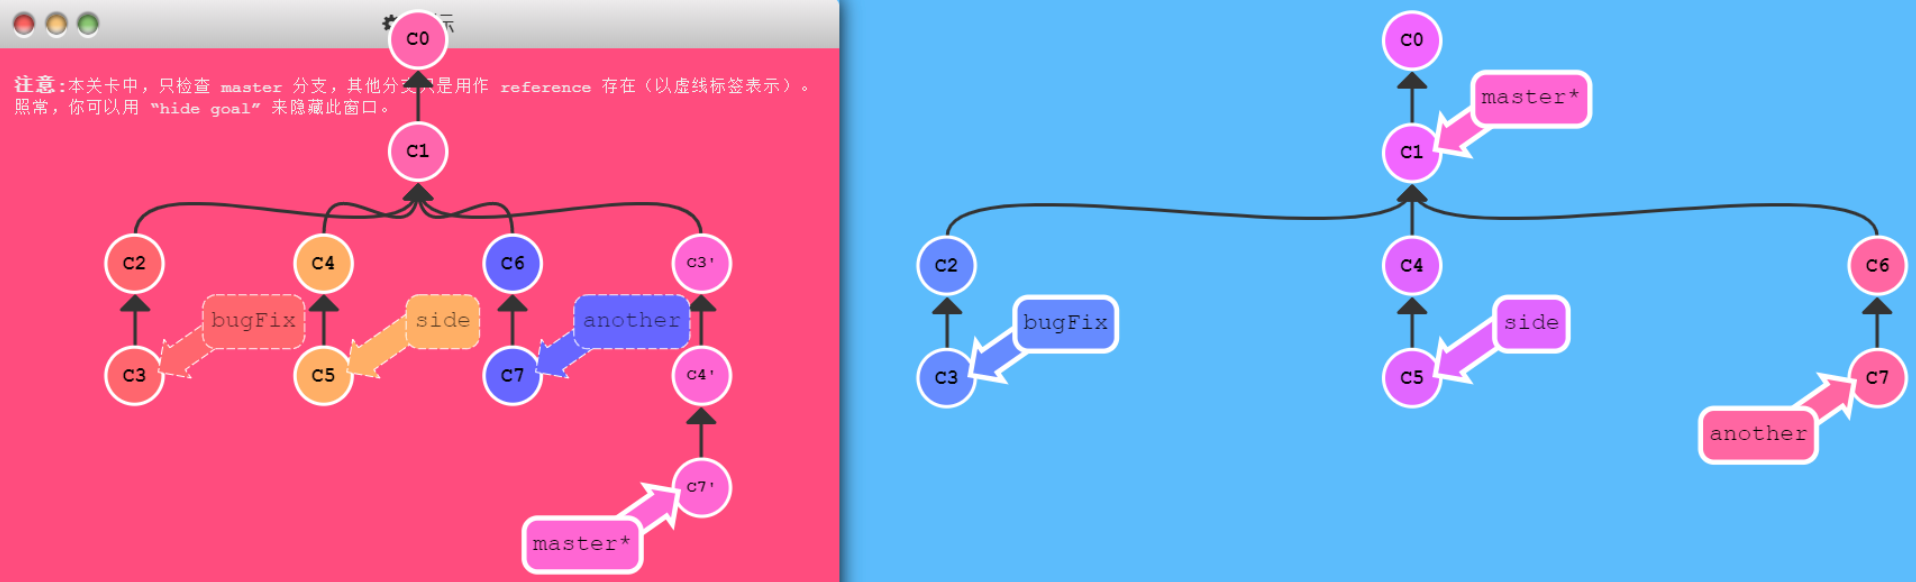 C0
注意:本关卡中，只检查 master 分支，其他分支只是用作 reference 存在（以虚线标签表示）。
照常，你可以用 “hide goal” 来隐藏此窗口。
C1
C2
C4
C6
C3'
bugFix
side
another
C3
C5
C7
C4'
C7'
master*
C0
master*
C1
C2
C4
C6
bugFix
side
C3
C5
C7
another